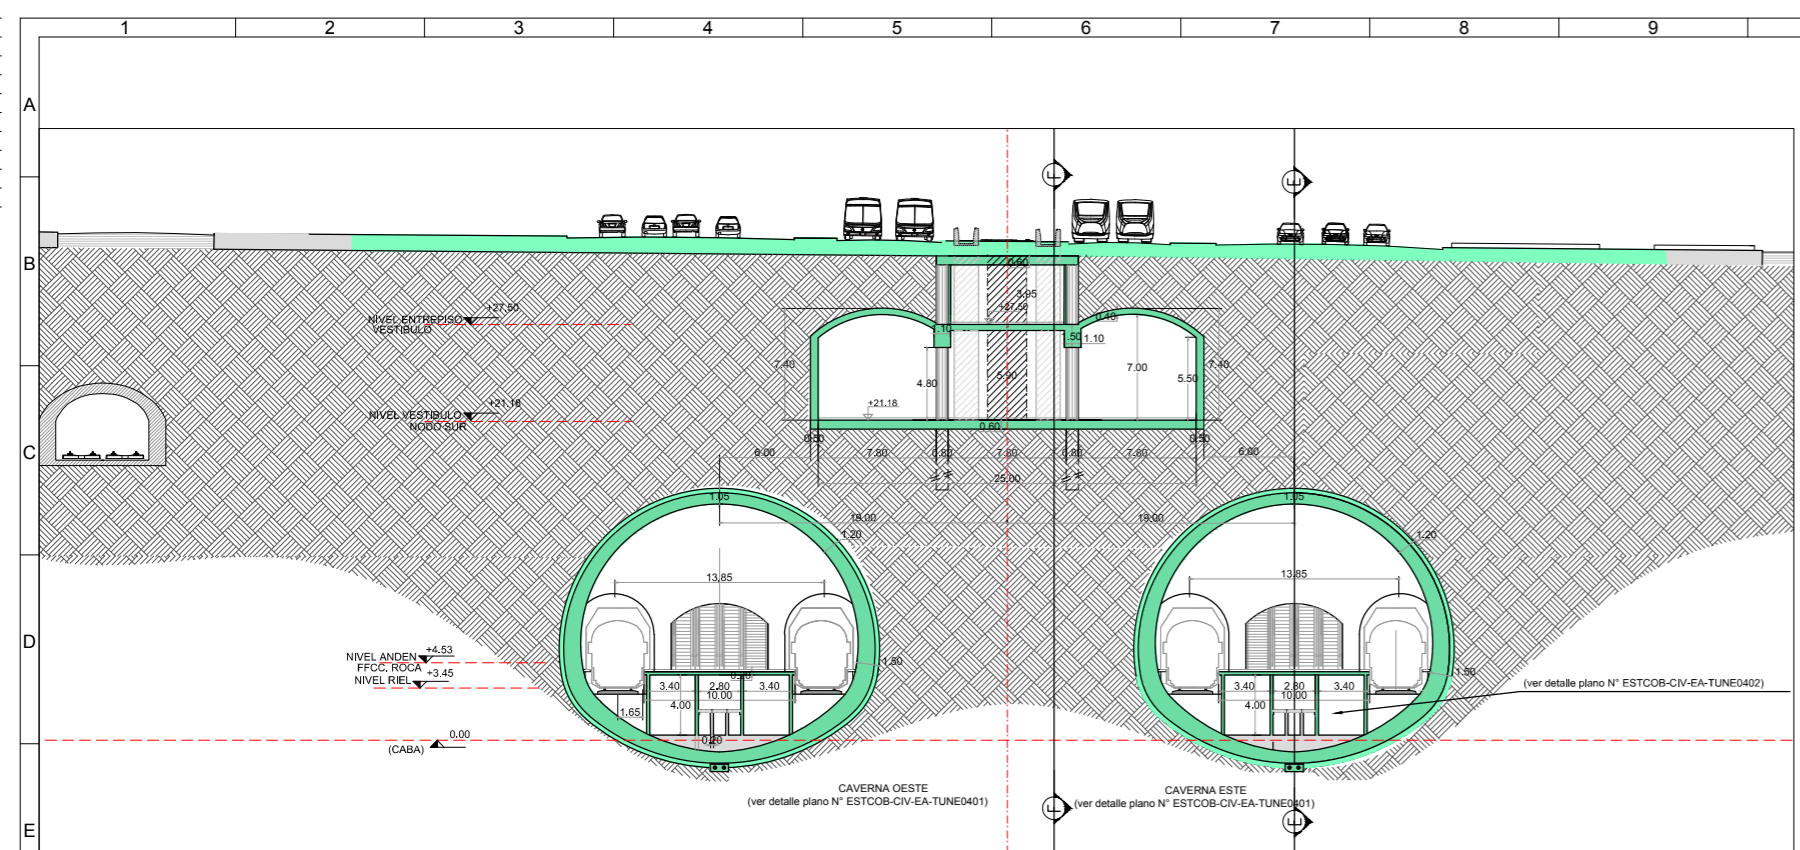 1 2 3 4 5 6 7 8 9
A
B
C
D
E
F
E
0.60
3.95
+27.50
+27.50
NIVEL ENTREPISO
VESTIBULO
1.10
0.40
1.50
1.10
7.40
4.80
5.90
7.00
5.50
7.40
+21.18
+21.18
NIVEL VESTIBULO
NODO SUR
0.60
0.50
0.50
6.00
7.80
0.80
7.80
0.80
7.60
6.00
25.00
1.05
1.05
19.00
19.00
1.20
1.20
13.85
13.85
+4.53
NIVEL ANDEN
FFCC. ROCA
+3.45
NIVEL RIEL
1.50
1.50
0.20
3.40
2.80
3.40
10.00
4.00
1.65
0.20
3.40
2.80
3.40
10.00
4.00
(ver detalle plano N° ESTCOB-CIV-EA-TUNE0402)
0.00
(CABA)
CAVERNA OESTE
(ver detalle plano N° ESTCOB-CIV-EA-TUNE0401)
CAVERNA ESTE
(ver detalle plano N° ESTCOB-CIV-EA-TUNE0401)
F
E